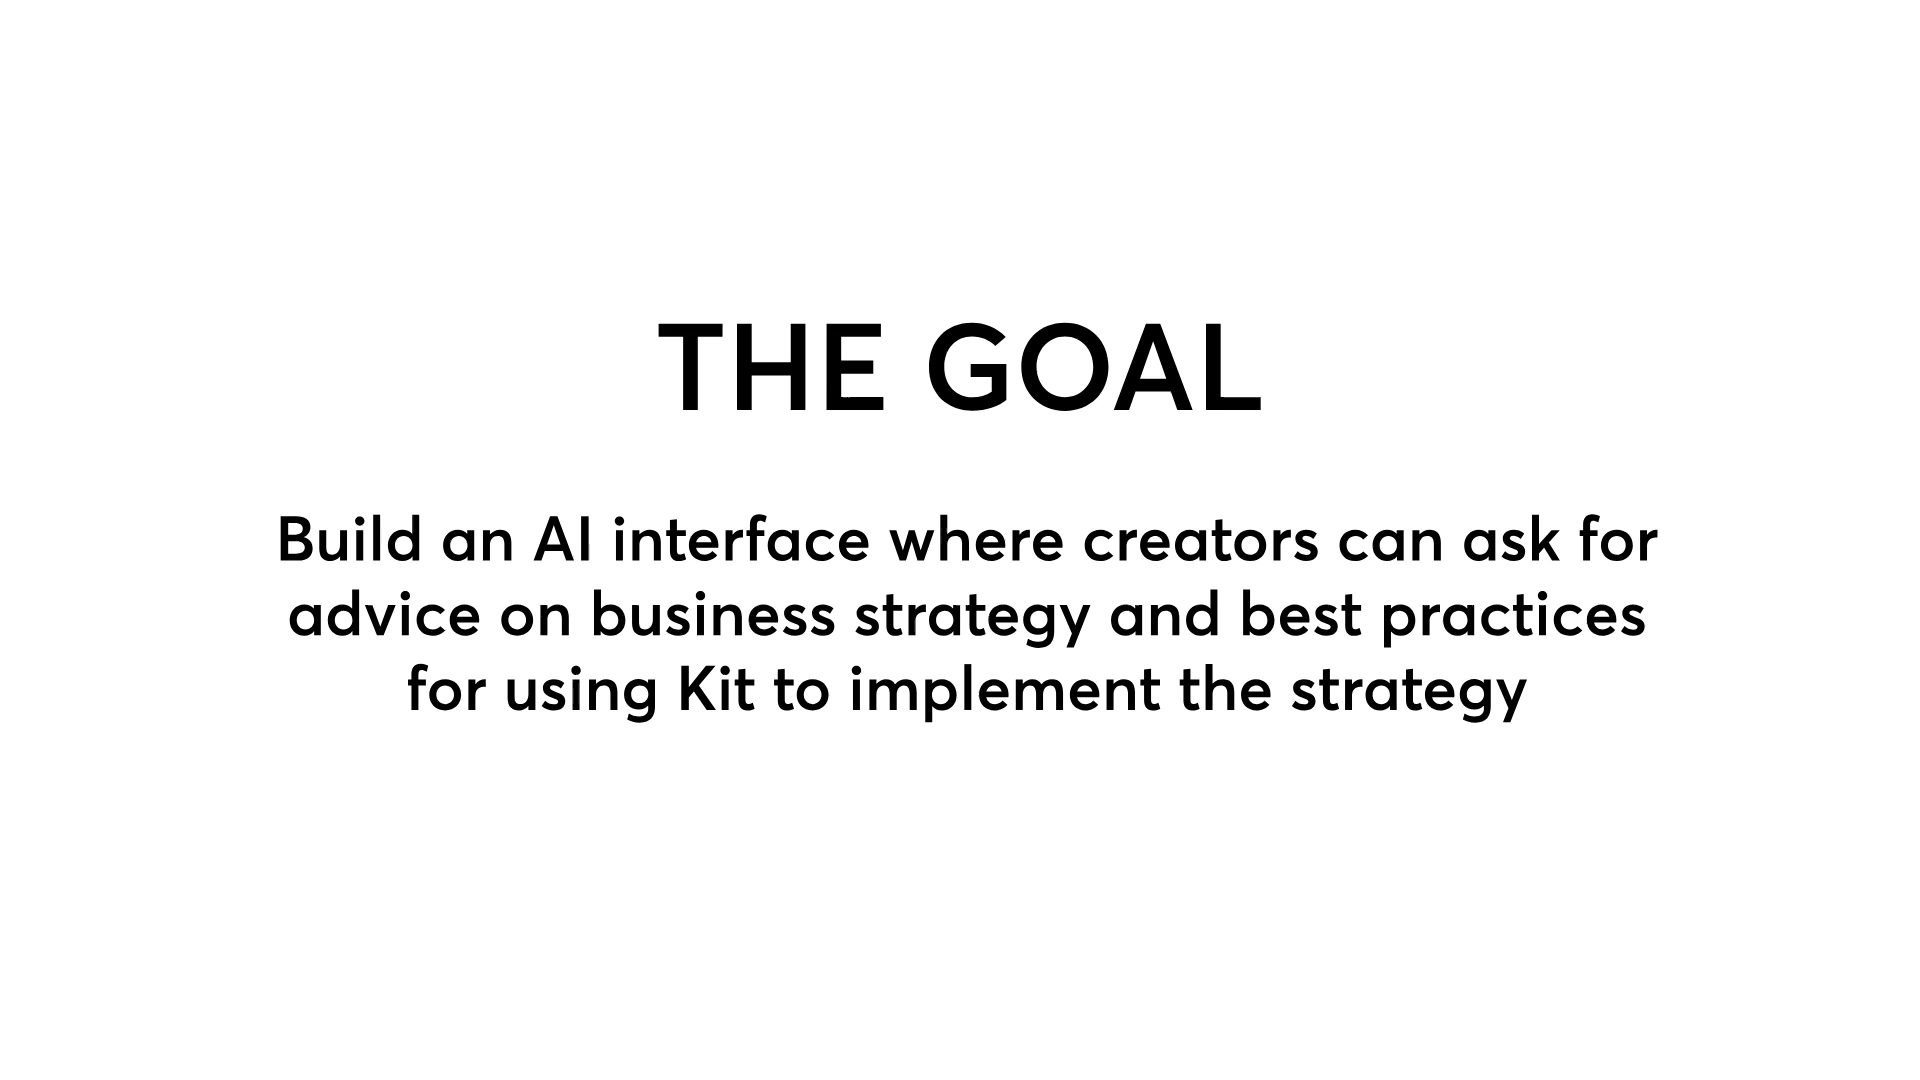 THE GOAL
Build an AI interface where creators can ask for
advice on business strategy and best practices
for using Kit to implement the strategy